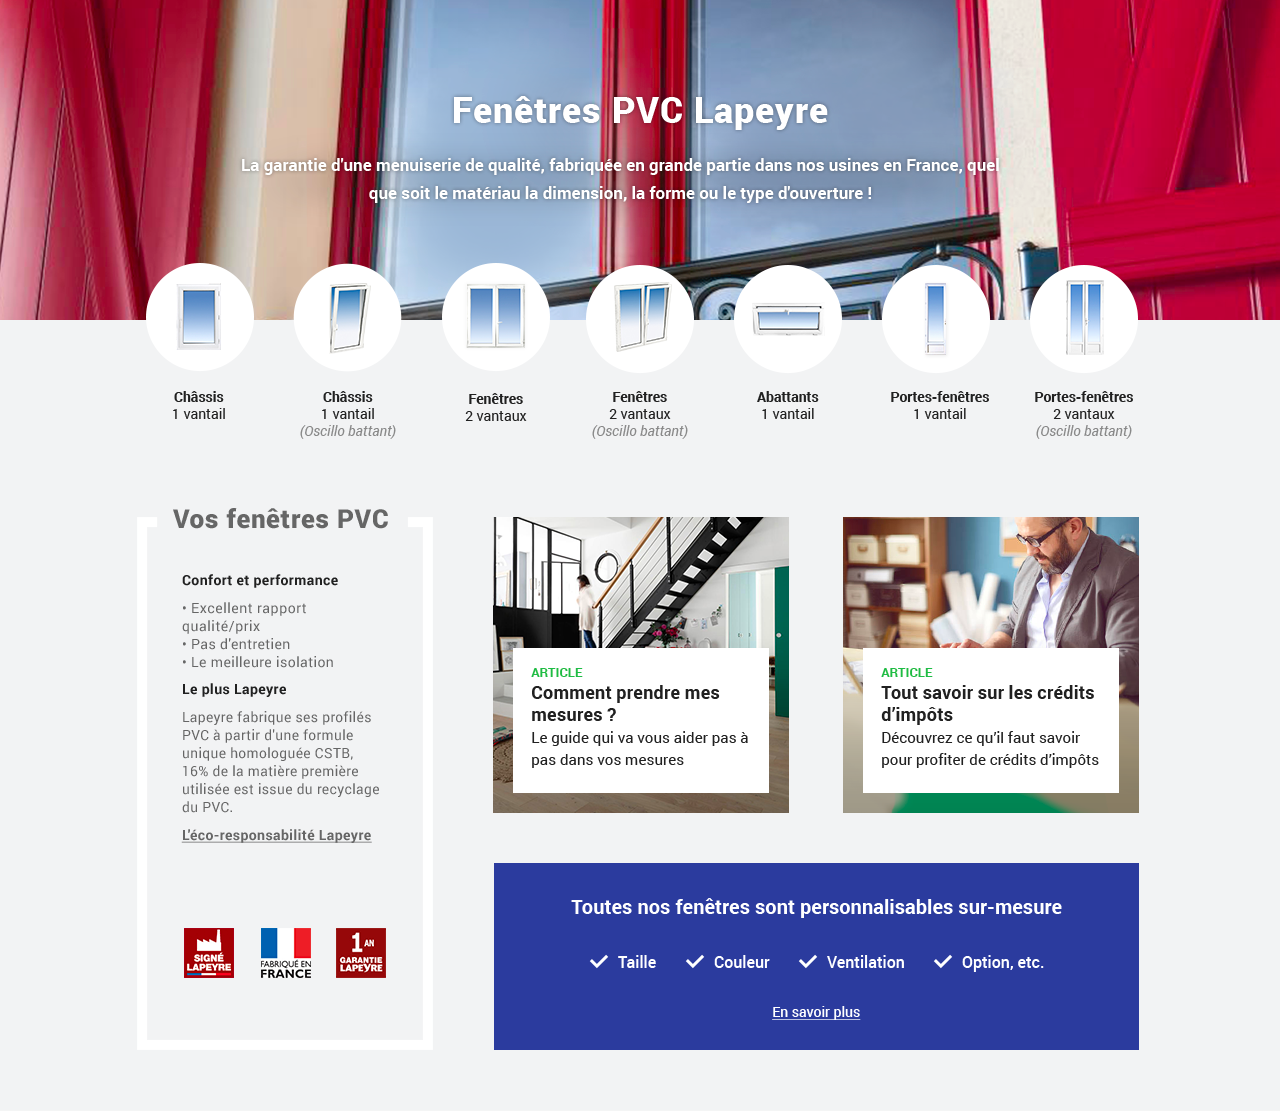 Fenêtres PVC Lapeyre
La garantie d'une menuiserie de qualité, fabriquée en grande partie dans nos usines en France, quel
que soit le matériau la dimension, la forme ou le type d'ouverture !
Châssis
1 vantail
Châssis
1 vantail
(Oscillo battant)
Fenêtres
2 vantaux
Fenêtres
2 vantaux
(Oscillo battant)
Abattants
1 vantail
Portes-fenêtres
1 vantail
Portes-fenêtres
2 vantaux
(Oscillo battant)
Vos fenêtres PVC
Confort et performance
• Excellent rapport
qualité/prix
• Pas d'entretien
• Le meilleure isolation
Le plus Lapeyre
Lapeyre fabrique ses profilés
PVC à partir d'une formule
unique homologuée CSTB,
16% de la matière première
utilisée est issue du recyclage
du PVC.
L'éco-responsabilité Lapeyre
SIGNÉ
LAPEYRE
FABRIQUÉ EN
FRANCE
1 AN
GARANTIE
LAPEYRE
ARTICLE
Comment prendre mes
mesures ?
Le guide qui va vous aider pas à
pas dans vos mesures
ARTICLE
Tout savoir sur les crédits
d’impôts
Découvrez ce qu’il faut savoir
pour profiter de crédits d’impôts
Toutes nos fenêtres sont personnalisables sur-mesure
Taille
Couleur
Ventilation
Option, etc.
En savoir plus